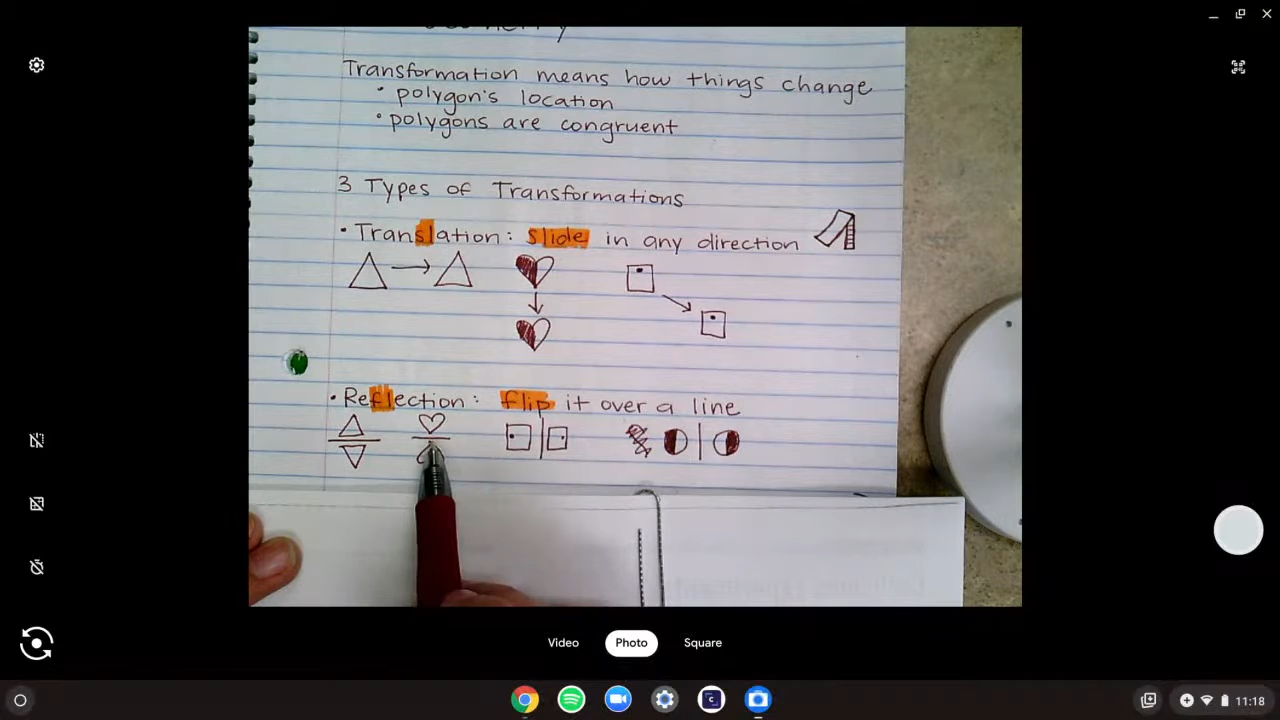 Transformation means how things change
• polygon's location
• polygons are congruent
3 Types of Transformations
• Translation: slide in any direction
• Reflection: flip it over a line
Video
Photo
Square
11:18